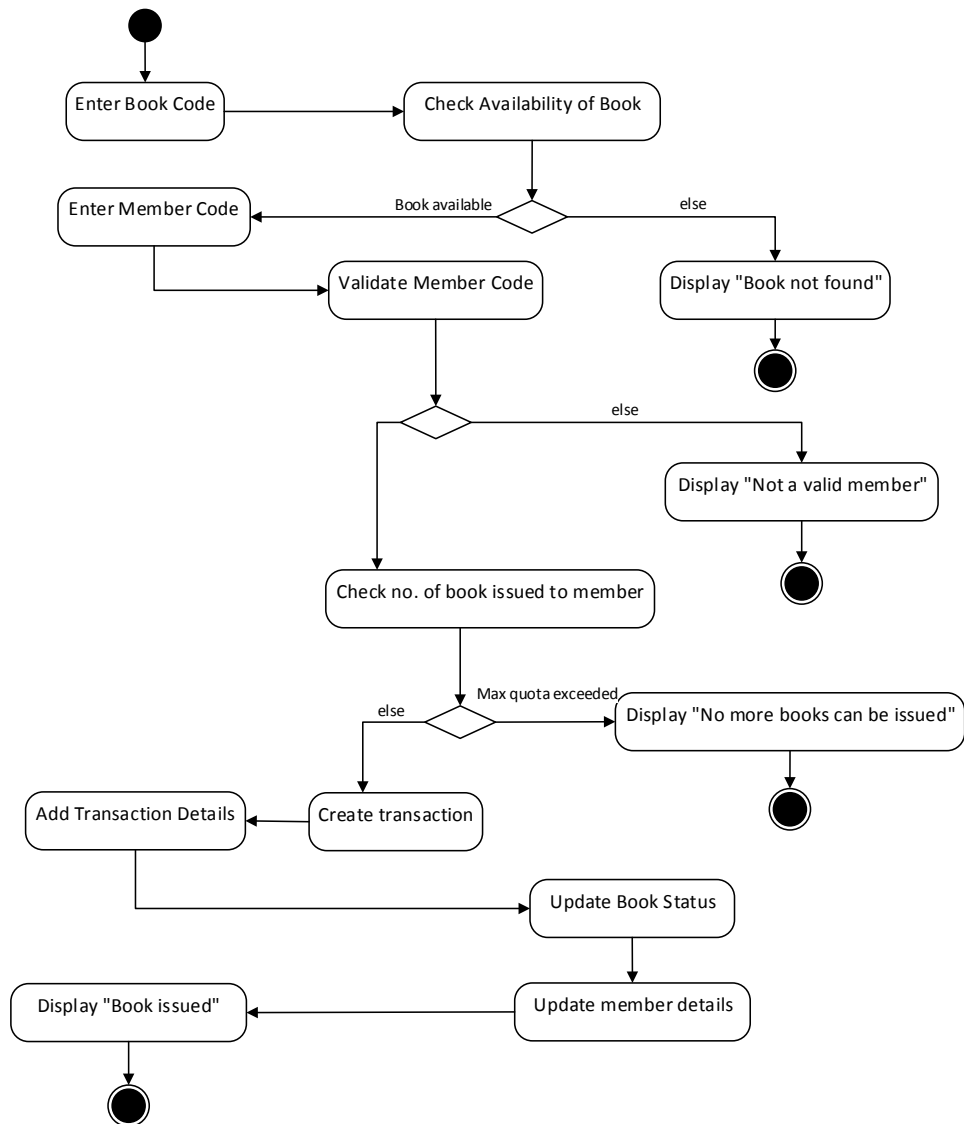 Enter Book Code
Check Availability of Book
Enter Member Code
Book available
else
Validate Member Code
Display "Book not found"
else
Display "Not a valid member"
Check no. of book issued to member
Max quota exceeded
else
Display "No more books can be issued"
Add Transaction Details
Create transaction
Update Book Status
Display "Book issued"
Update member details